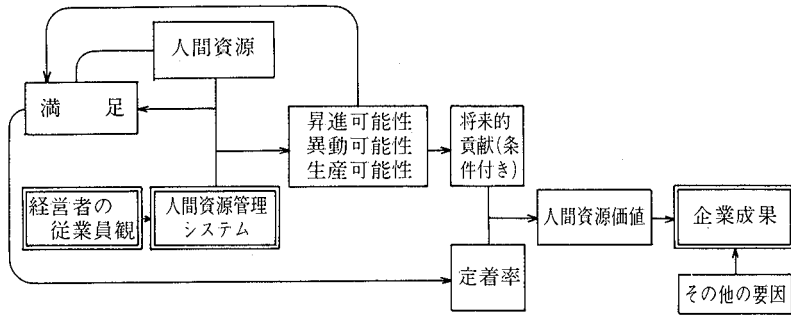 人間資源
満　足
昇進可能性
異動可能性
生産可能性
将来的
貢献(条
件付き)
経営者の
従業員観
人間資源管理
システム
人間資源価値
企業成果
定着率
その他の要因